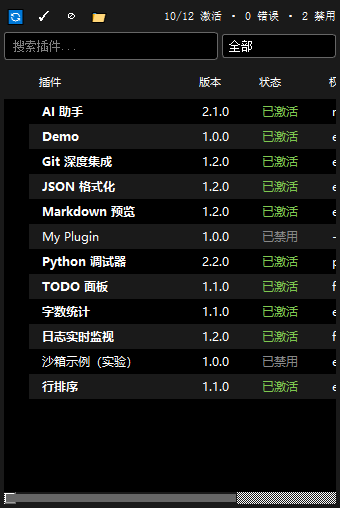 10/12 激活 • 0 错误 • 2 禁用
搜索插件... 全部
插件 版本 状态
AI 助手 2.1.0 已激活
Demo 1.0.0 已激活
Git 深度集成 1.2.0 已激活
JSON 格式化 1.2.0 已激活
Markdown 预览 1.2.0 已激活
My Plugin 1.0.0 已禁用 -
Python 调试器 2.2.0 已激活
TODO 面板 1.1.0 已激活
字数统计 1.1.0 已激活
日志实时监视 1.2.0 已激活
沙箱示例（实验） 1.0.0 已禁用
行排序 1.1.0 已激活